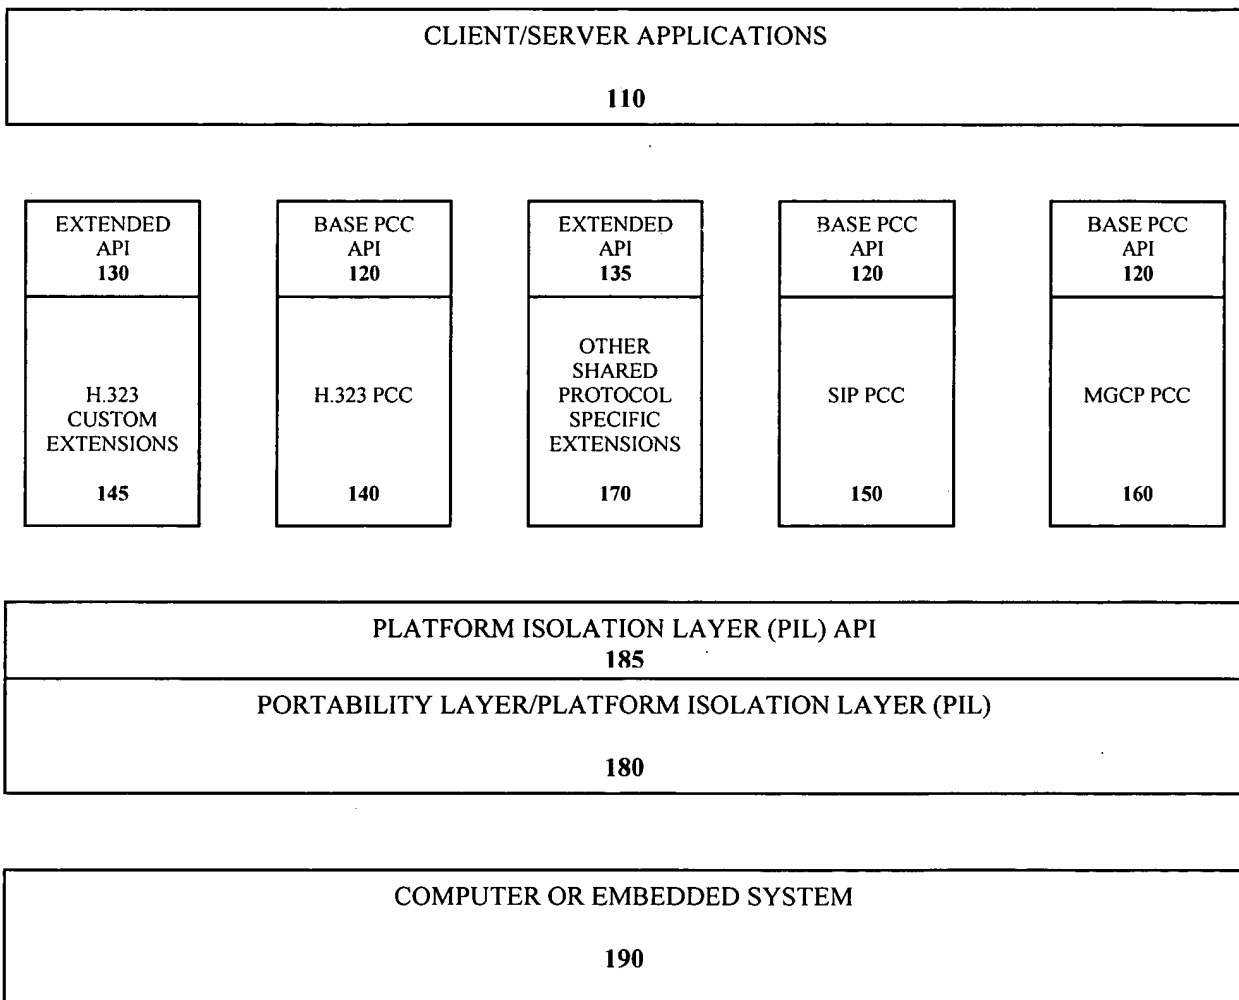 CLIENT/SERVER APPLICATIONS
110
EXTENDED
API
130
H.323
CUSTOM
EXTENSIONS
145
BASE PCC
API
120
H.323 PCC
140
EXTENDED
API
135
OTHER
SHARED
PROTOCOL
SPECIFIC
EXTENSIONS
170
BASE PCC
API
120
SIP PCC
150
BASE PCC
API
120
MGCP PCC
160
PLATFORM ISOLATION LAYER (PIL) API
185
PORTABILITY LAYER/PLATFORM ISOLATION LAYER (PIL)
180
COMPUTER OR EMBEDDED SYSTEM
190